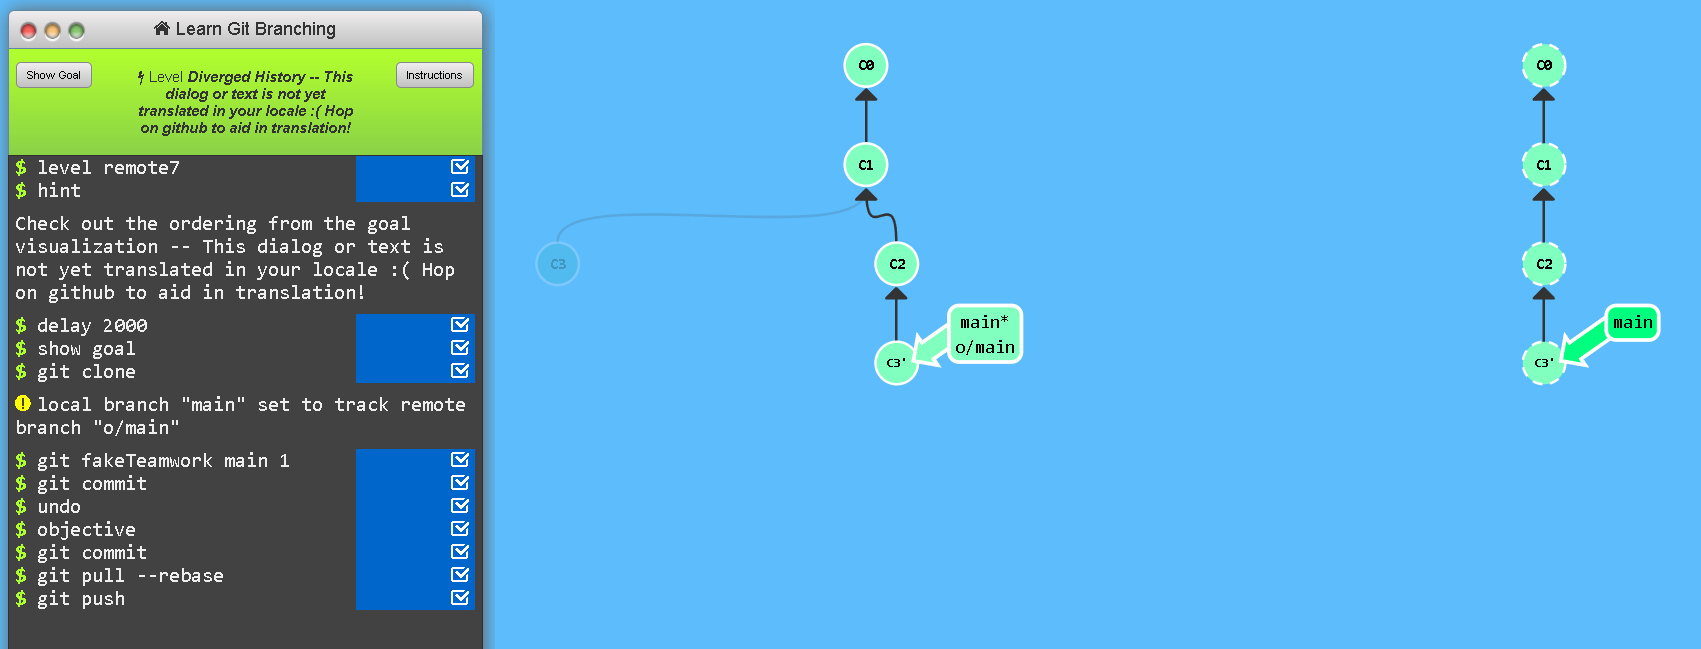 Learn Git Branching
Show Goal
Level Diverged History -- This
dialog or text is not yet
translated in your locale :( Hop
on github to aid in translation!
Instructions
$ level remote7
$ hint
Check out the ordering from the goal
visualization -- This dialog or text is
not yet translated in your locale :( Hop
on github to aid in translation!
$ delay 2000
$ show goal
$ git clone
local branch "main" set to track remote
branch "o/main"
$ git fakeTeamwork main 1
$ git commit
$ undo
$ objective
$ git commit
$ git pull --rebase
$ git push
C0
C1
C3
C2
main*
o/main
C3'
C0
C1
C2
main
C3'